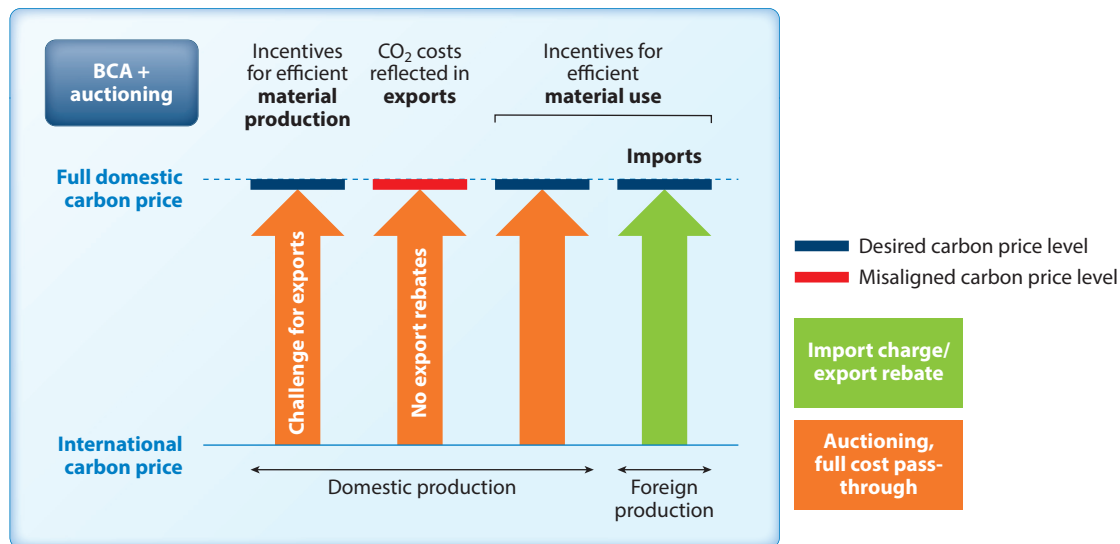 BCA +
auctioning
Incentives
for efficient
material
production
CO₂ costs
reflected in
exports
Incentives for
efficient
material use
Imports
Full domestic
carbon price
Challenge for exports
No export rebates
International
carbon price
Domestic production
Foreign
production
Desired carbon price level
Misaligned carbon price level
Import charge/
export rebate
Auctioning,
full cost pass-
through